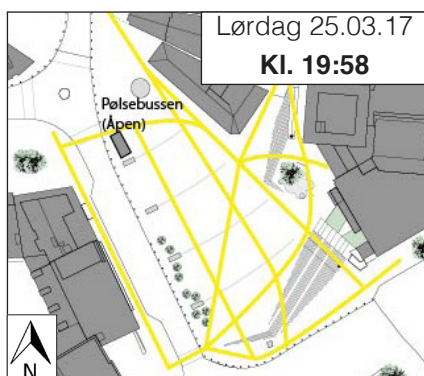 Lørdag 25.03.17
Kl. 19:58
Pølsebussen
(Åpen)
N